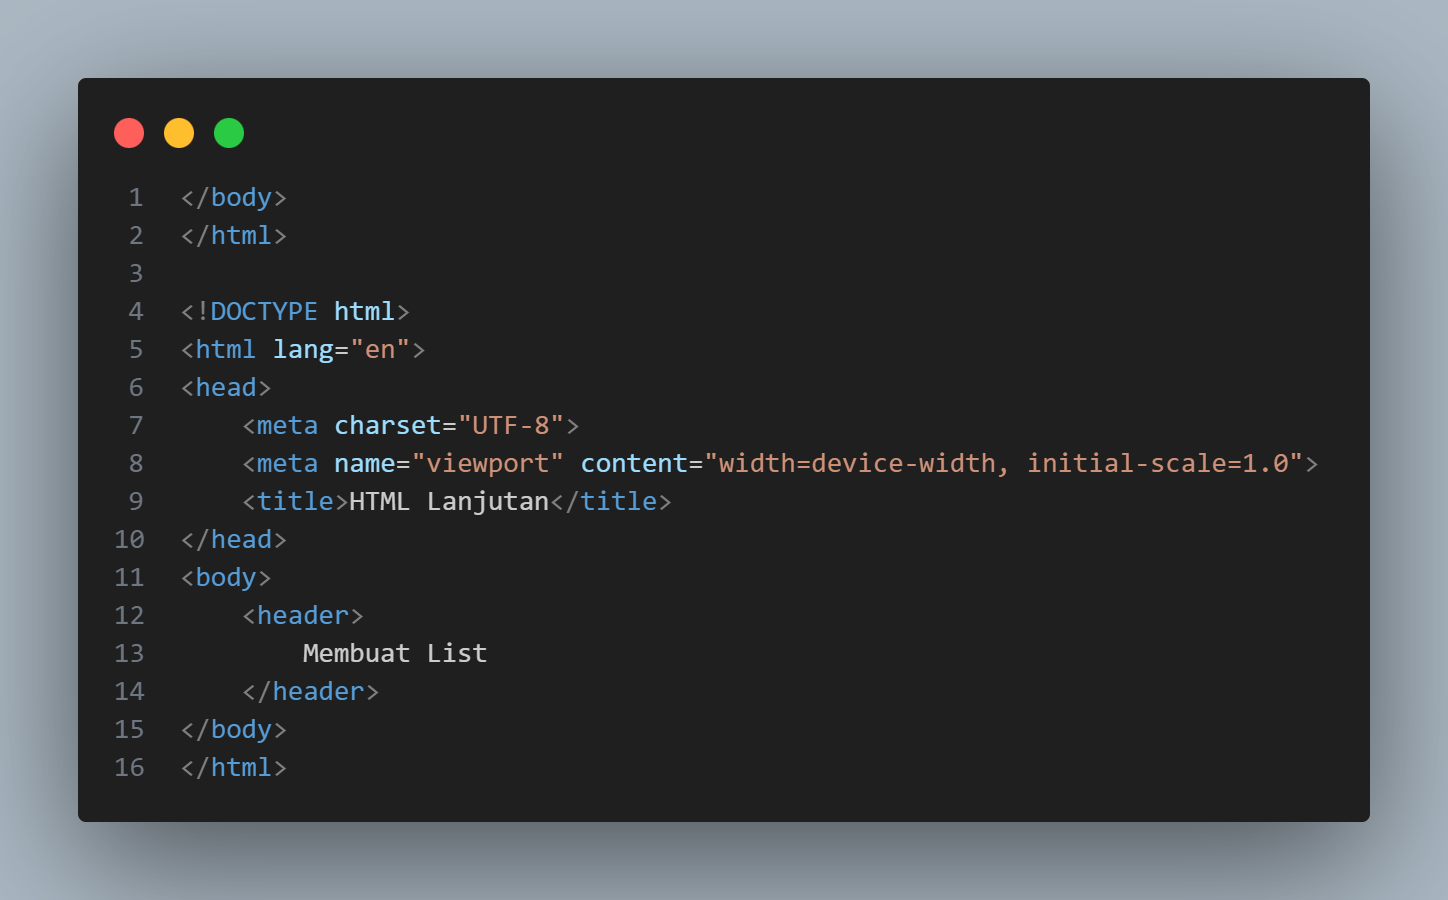 1 </body>
2 </html>
3
4 <!DOCTYPE html>
5 <html lang="en">
6 <head>
7     <meta charset="UTF-8">
8     <meta name="viewport" content="width=device-width, initial-scale=1.0">
9     <title>HTML Lanjutan</title>
10 </head>
11 <body>
12     <header>
13         Membuat List
14     </header>
15 </body>
16 </html>